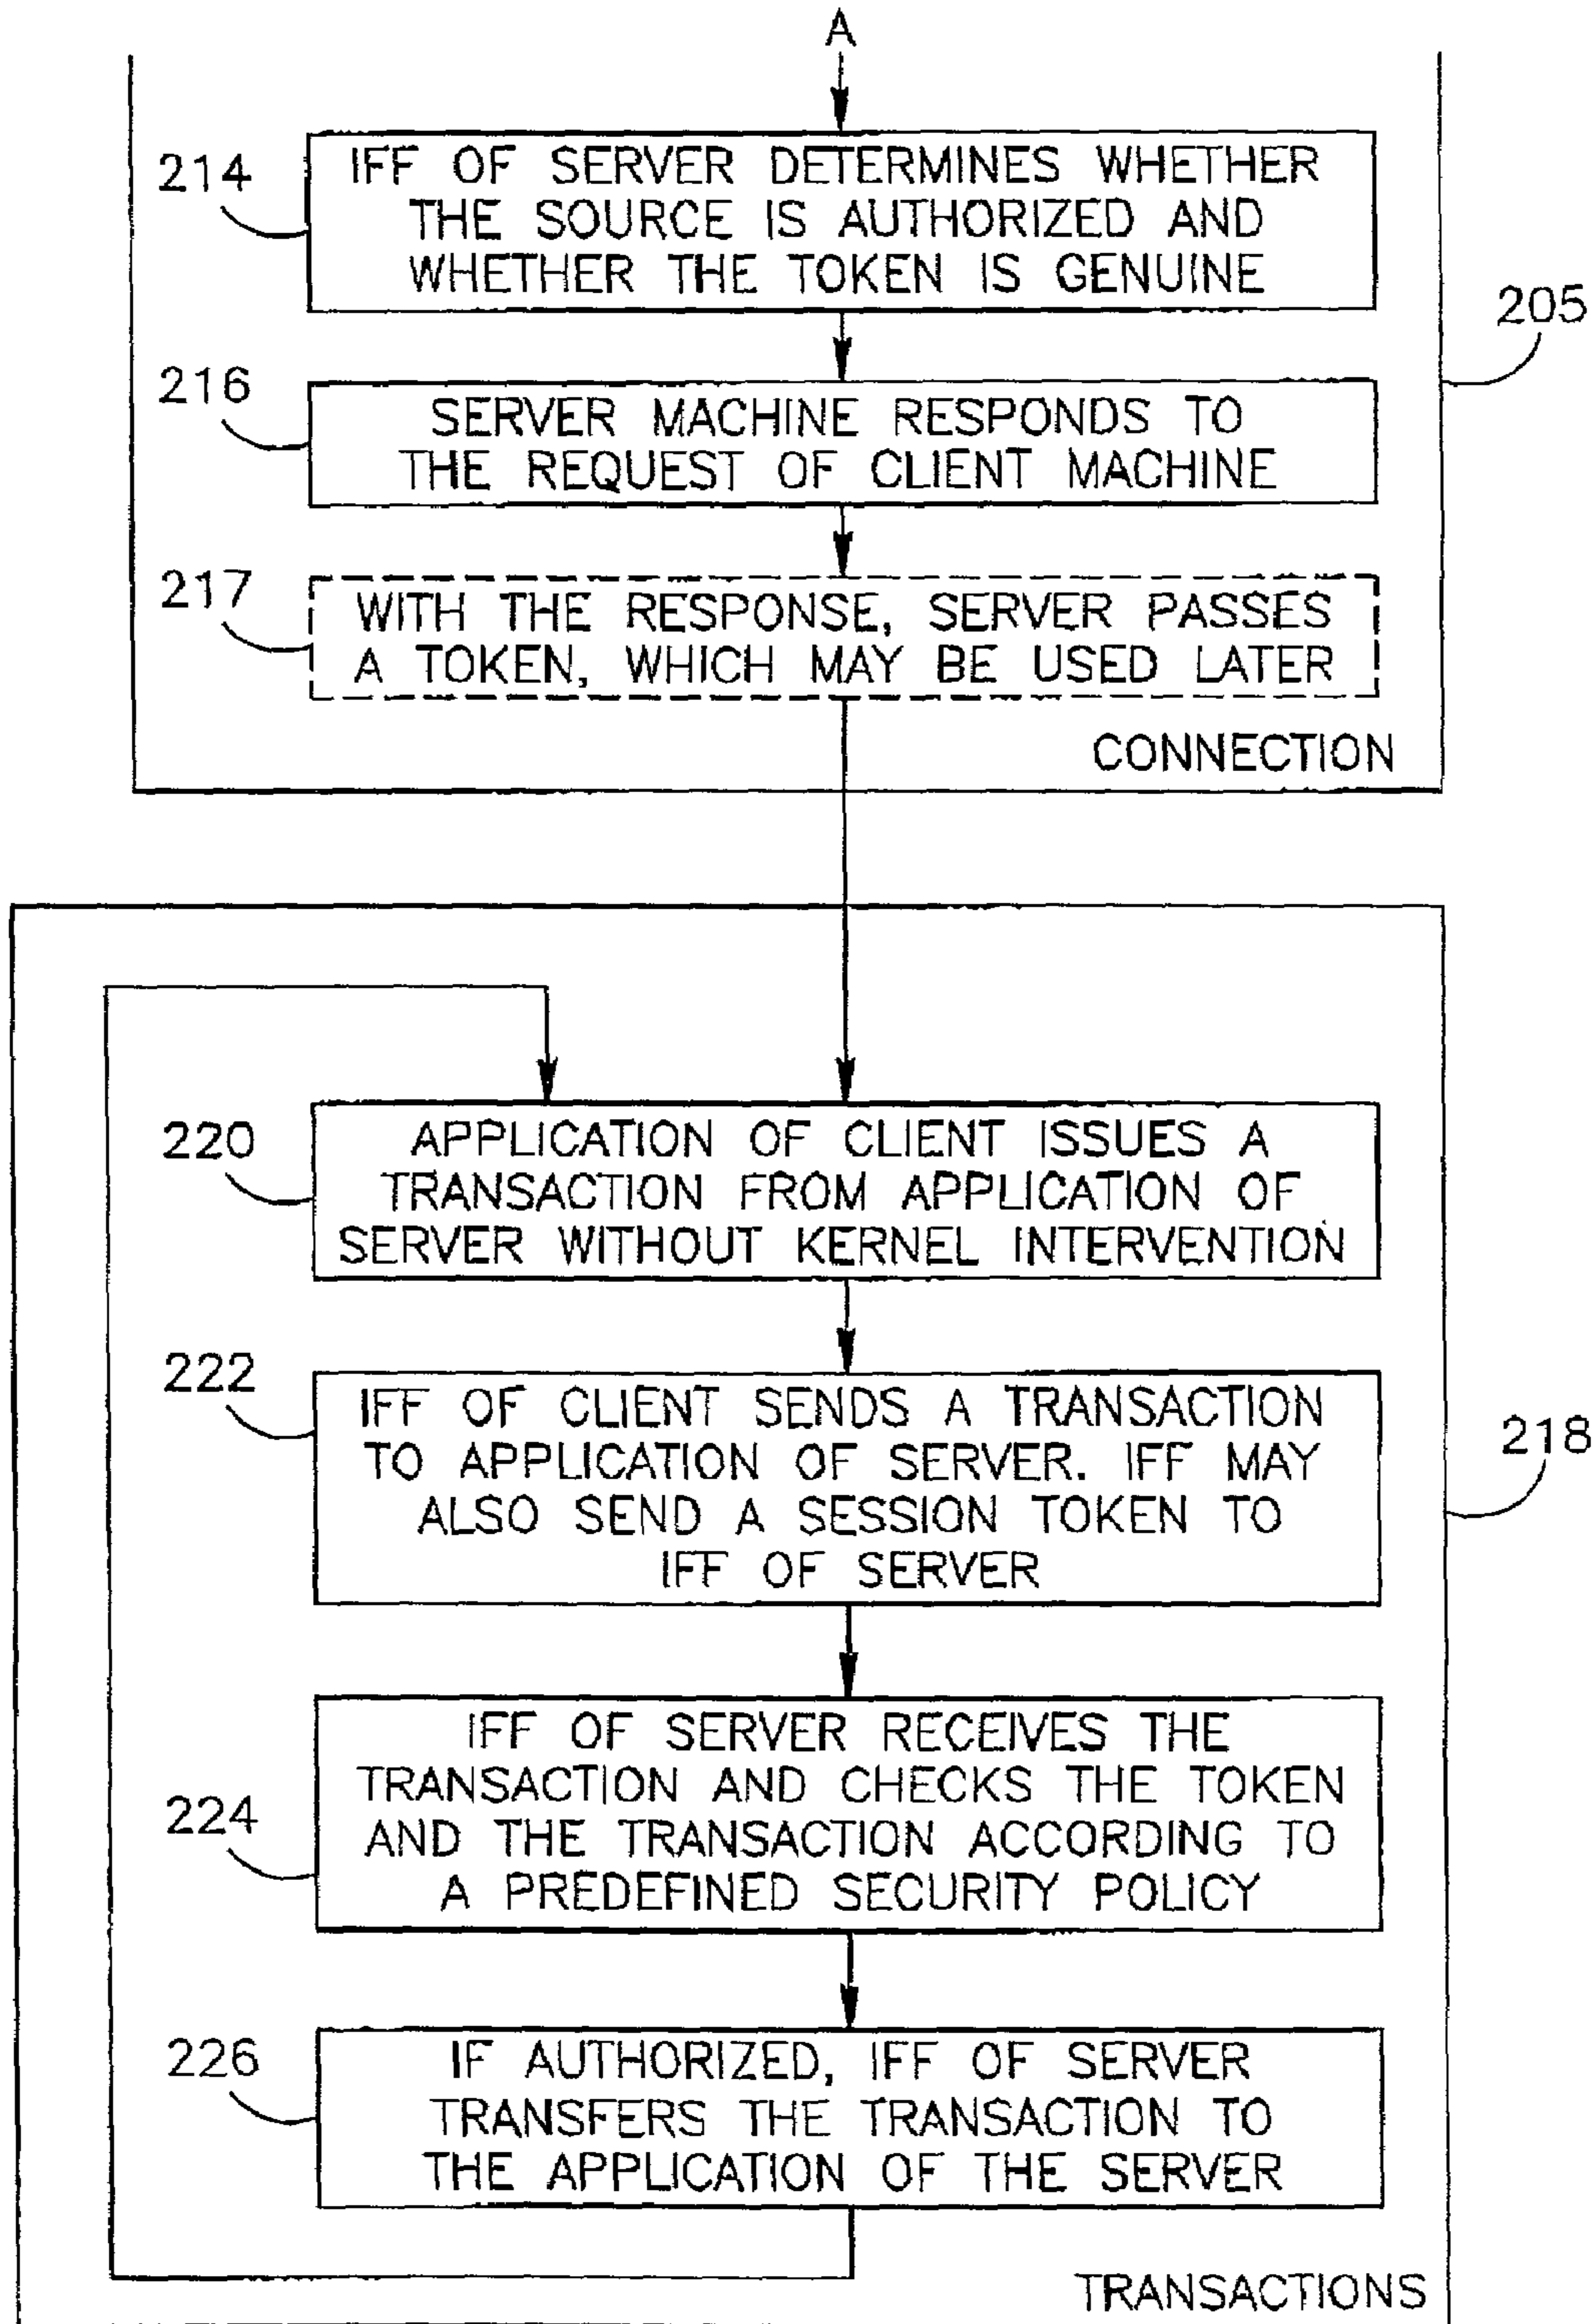 A
214
IFF OF SERVER DETERMINES WHETHER
THE SOURCE IS AUTHORIZED AND
WHETHER THE TOKEN IS GENUINE
205
216
SERVER MACHINE RESPONDS TO
THE REQUEST OF CLIENT MACHINE
217
WITH THE RESPONSE, SERVER PASSES
A TOKEN, WHICH MAY BE USED LATER
CONNECTION
220
APPLICATION OF CLIENT ISSUES A
TRANSACTION FROM APPLICATION OF
SERVER WITHOUT KERNEL INTERVENTION
222
IFF OF CLIENT SENDS A TRANSACTION
TO APPLICATION OF SERVER. IFF MAY
ALSO SEND A SESSION TOKEN TO
IFF OF SERVER
218
224
IFF OF SERVER RECEIVES THE
TRANSACTION AND CHECKS THE TOKEN
AND THE TRANSACTION ACCORDING TO
A PREDEFINED SECURITY POLICY
226
IF AUTHORIZED, IFF OF SERVER
TRANSFERS THE TRANSACTION TO
THE APPLICATION OF THE SERVER
TRANSACTIONS